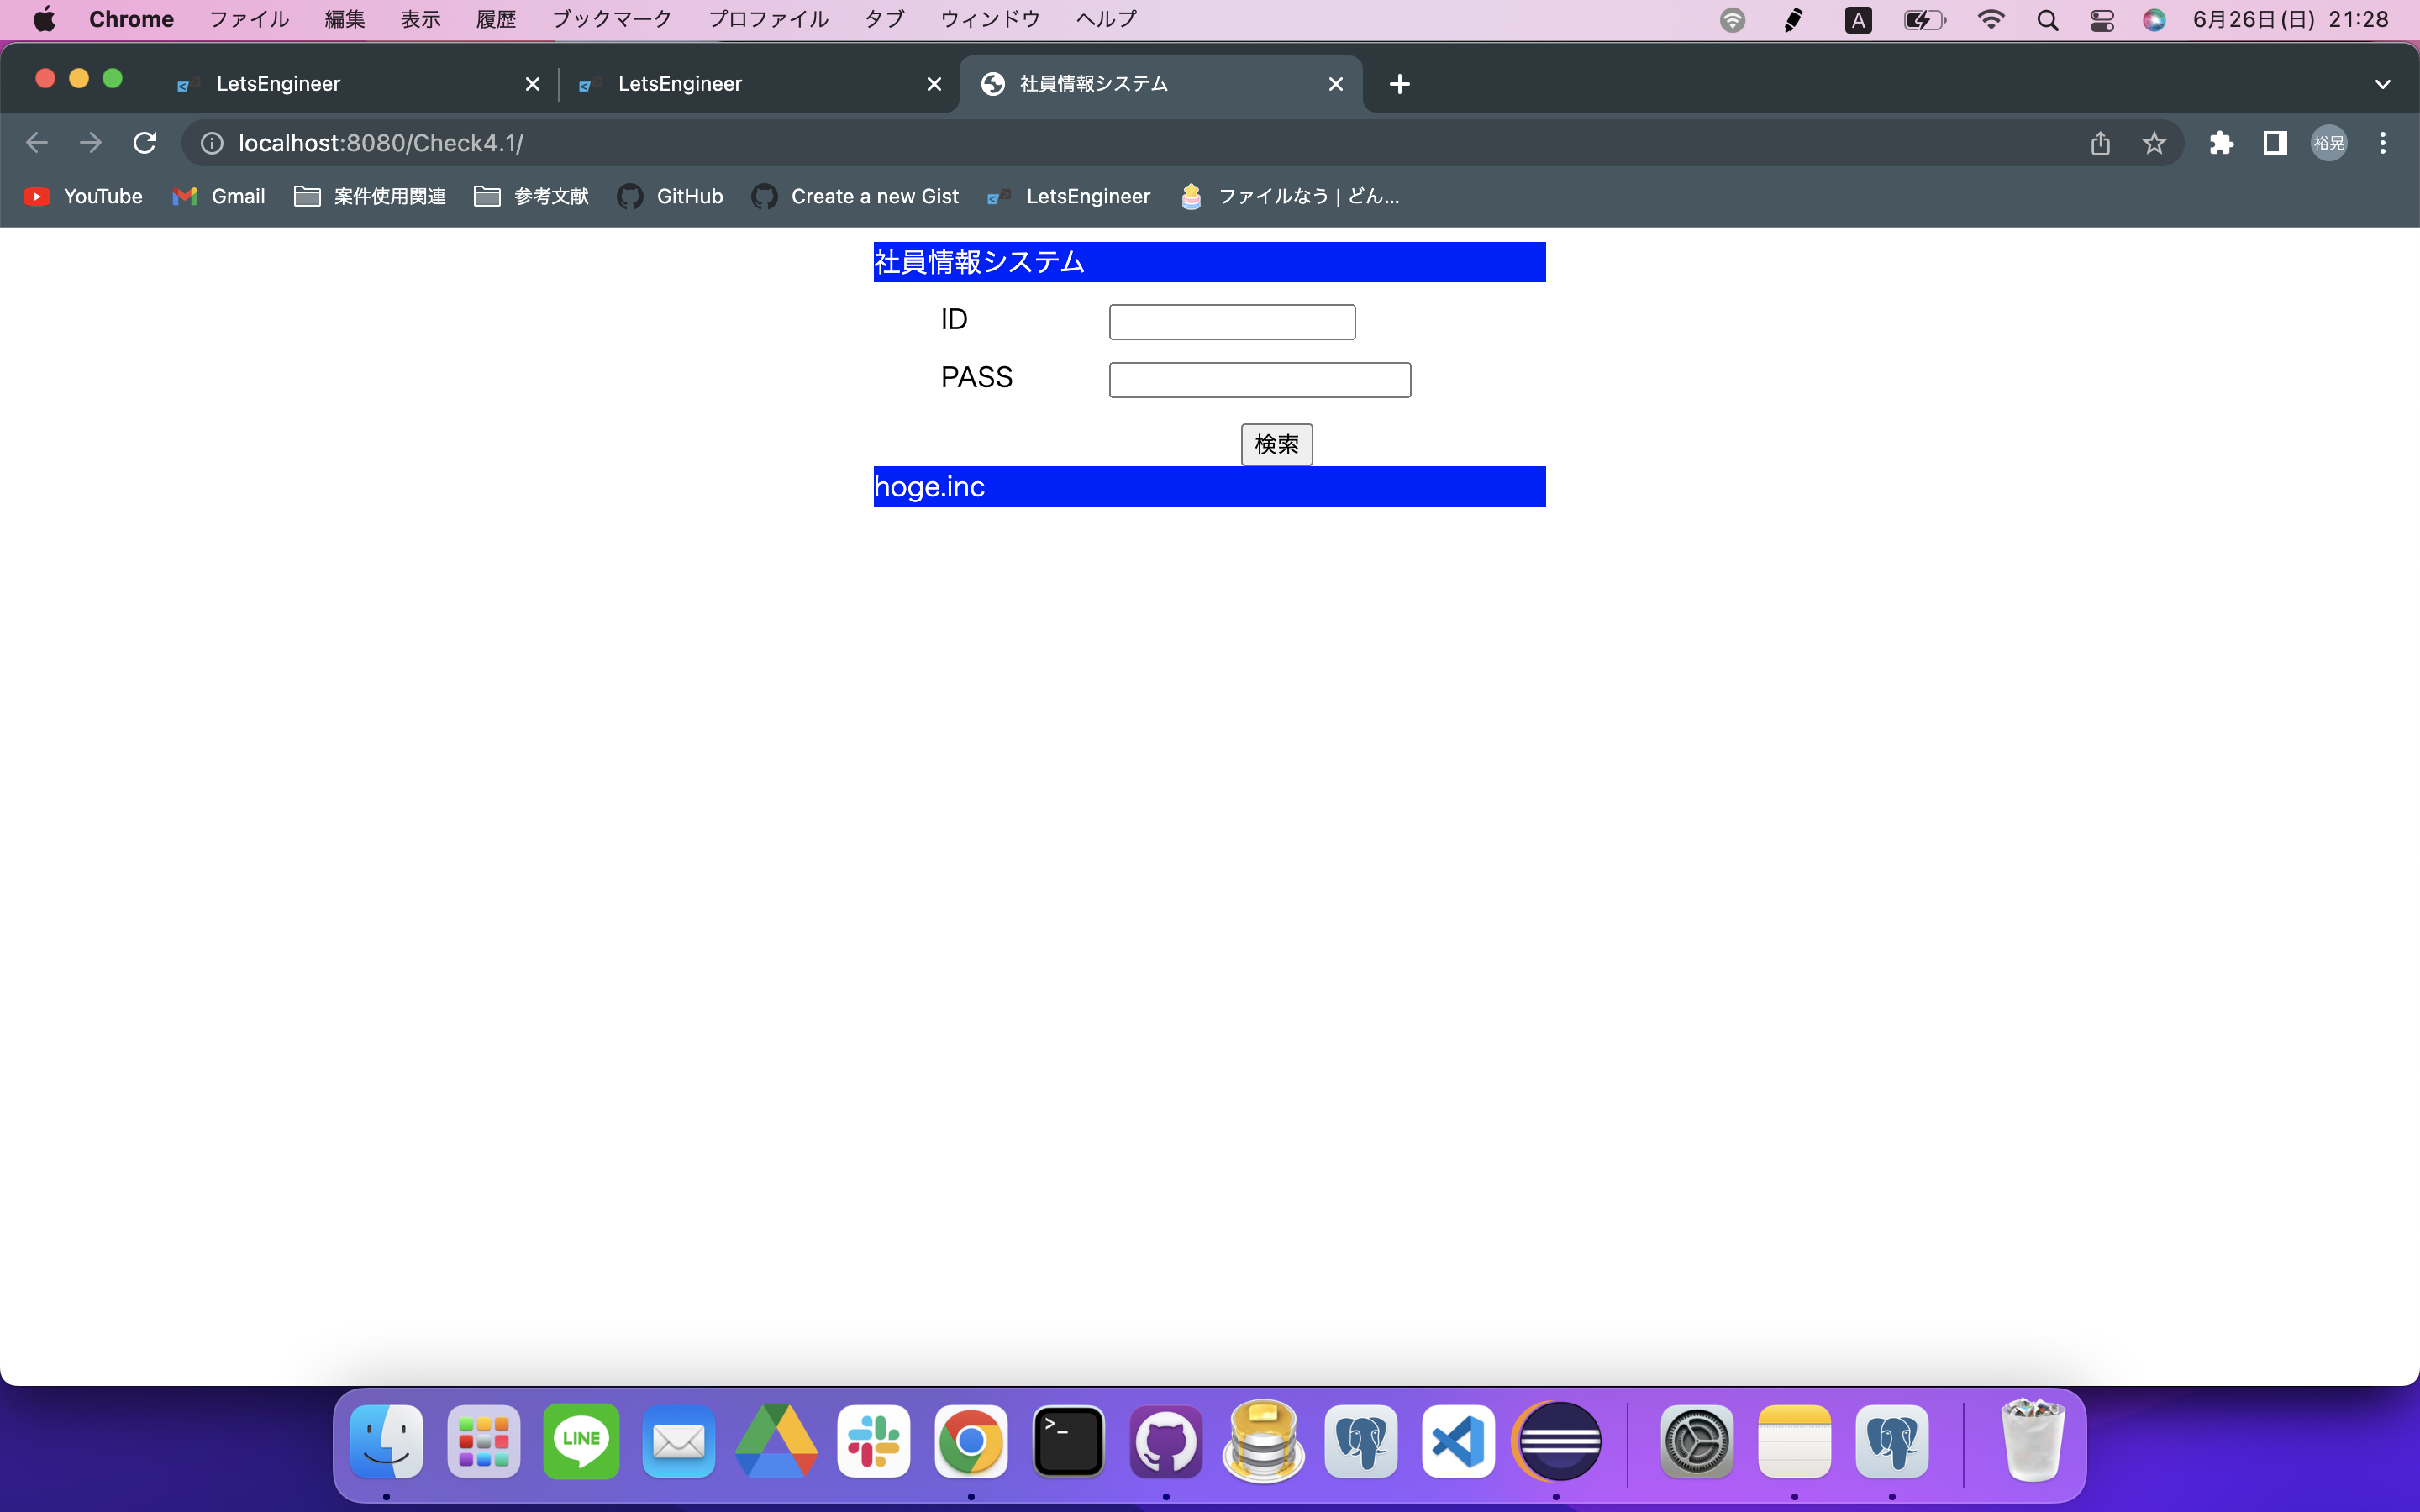 Chrome ファイル 編集 表示 履歴 ブックマーク プロファイル タブ ウィンドウ ヘルプ A 6月26日(日) 21:28
LetsEngineer LetsEngineer 社員情報システム
localhost:8080/Check4.1/ 裕晃
YouTube Gmail 案件使用関連 参考文献 GitHub Create a new Gist LetsEngineer ファイルなう | どん...
社員情報システム
ID
PASS
検索
hoge.inc
LINE
>_